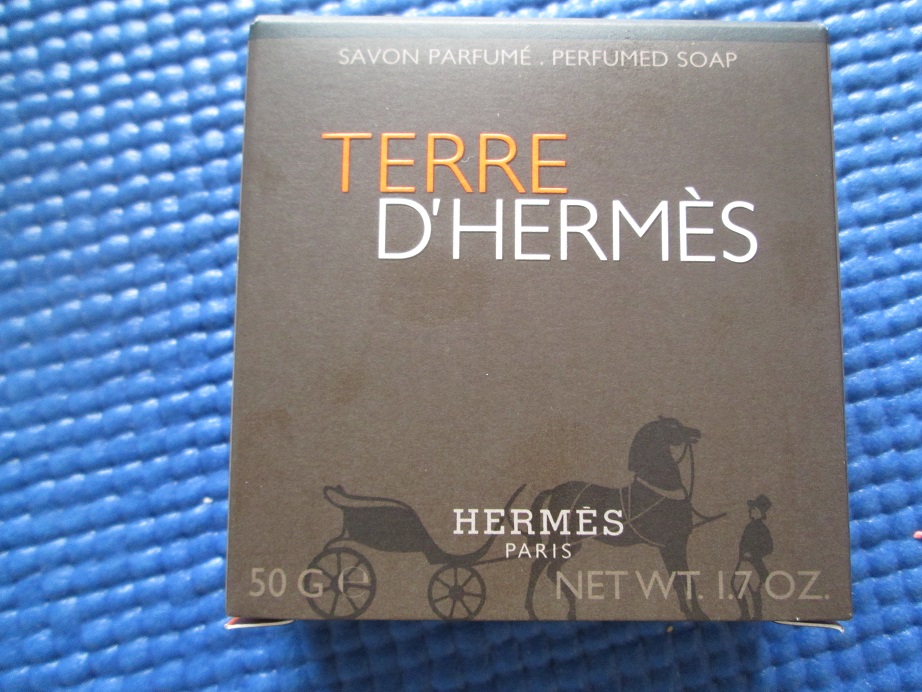 SAVON PARFUMÉ . PERFUMED SOAP
TERRE
D'HERMÈS
HERMÈS
PARIS
50 G ℮ NET WT. 1.7 OZ.